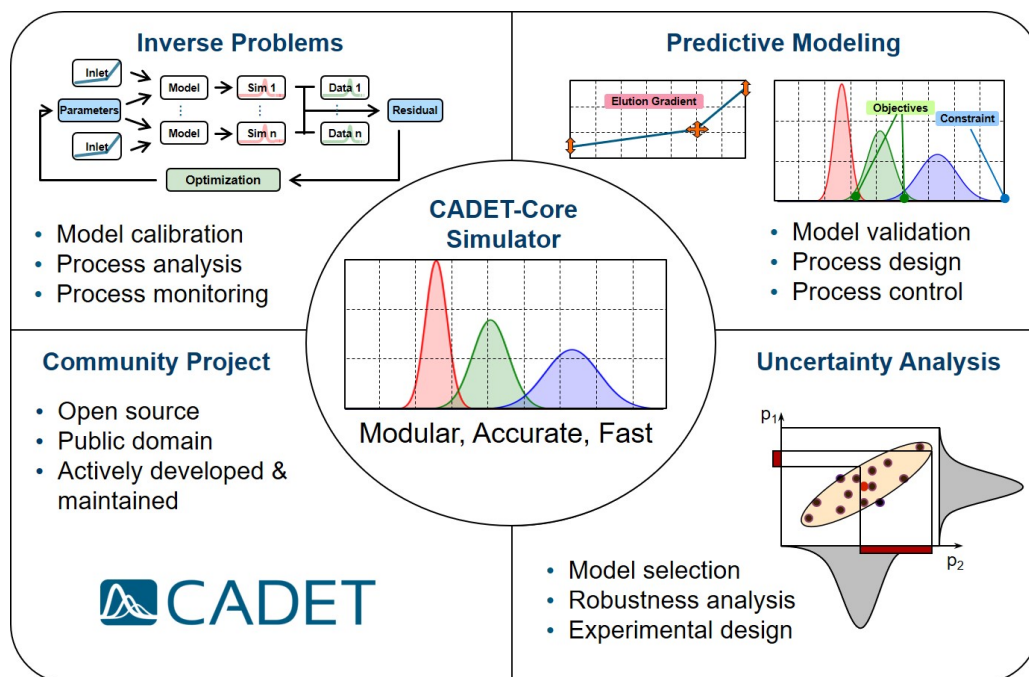 Inverse Problems
Inlet
Parameters
Inlet
Model
Model
Sim 1
Sim n
Data 1
Data n
Residual
Optimization
• Model calibration
• Process analysis
• Process monitoring
Predictive Modeling
Elution Gradient
Objectives
Constraint
• Model validation
• Process design
• Process control
CADET-Core
Simulator
Modular, Accurate, Fast
Community Project
• Open source
• Public domain
• Actively developed &
maintained
CADET
Uncertainty Analysis
p1
p2
• Model selection
• Robustness analysis
• Experimental design